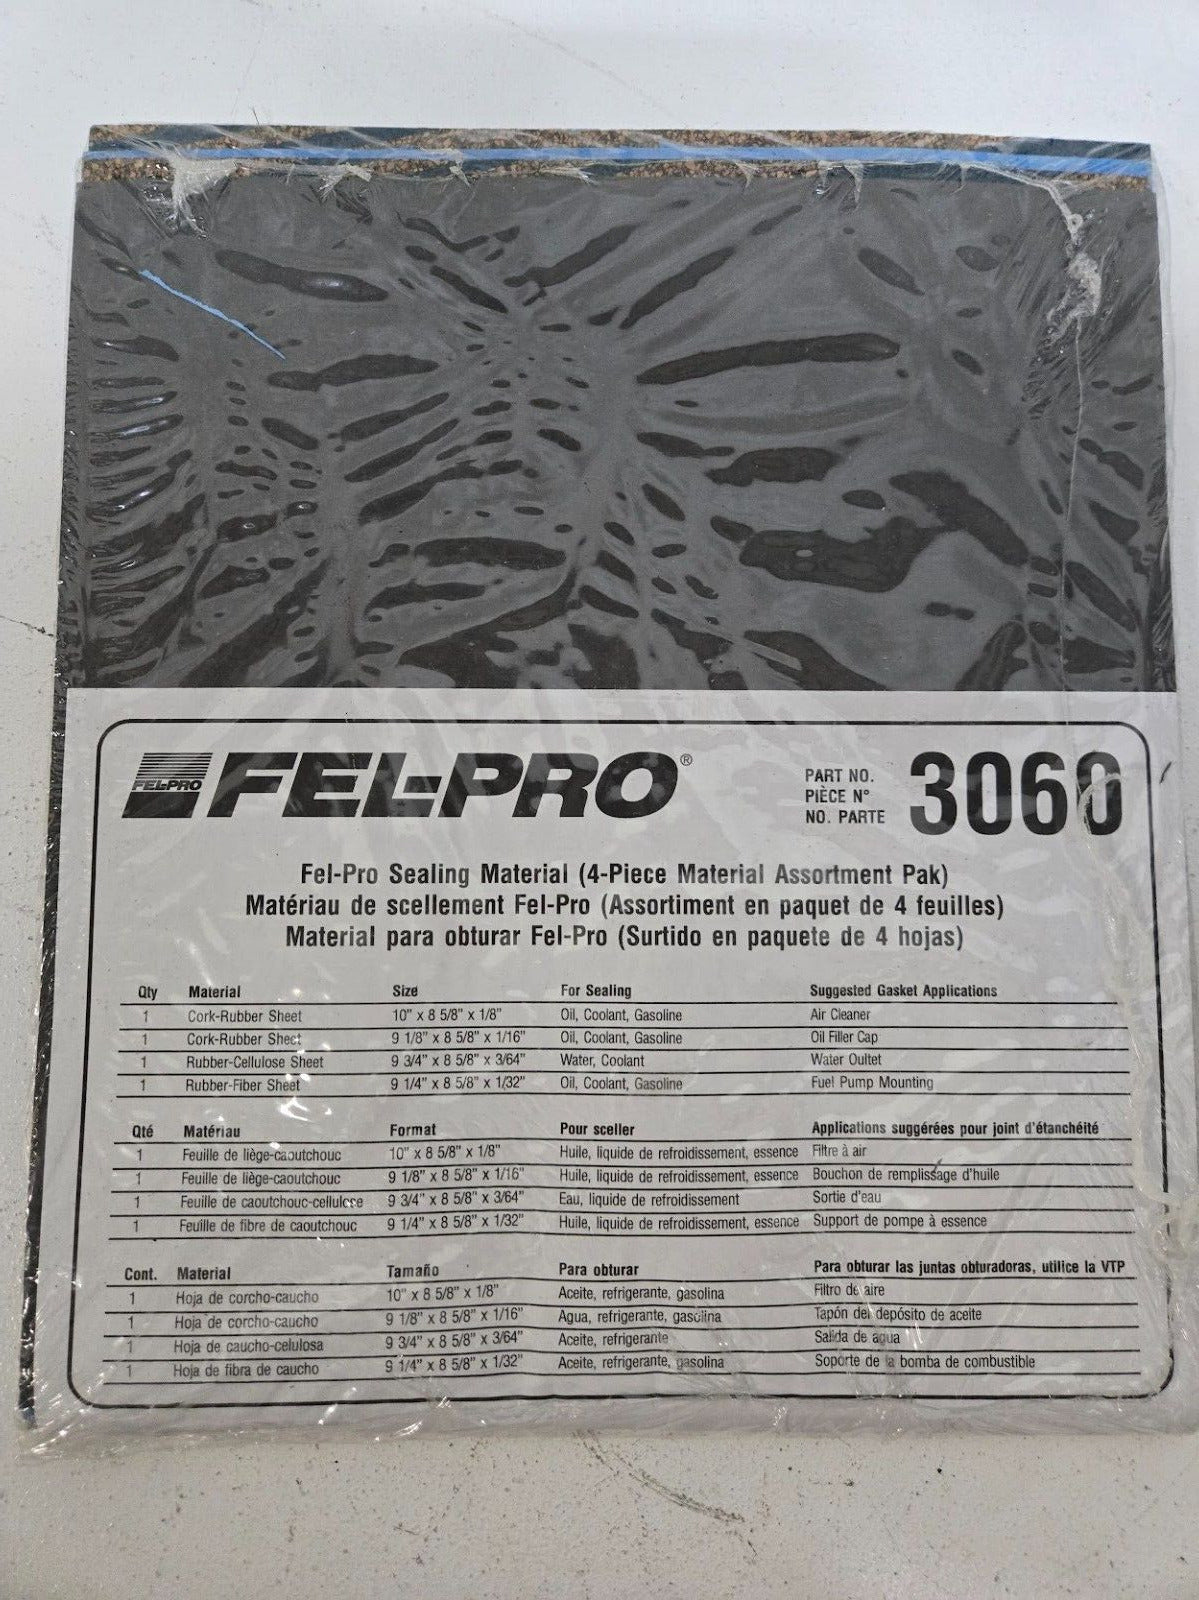 FEL-PRO FEL-PRO®
PART NO.
PIÈCE N°
NO. PARTE
3060
Fel-Pro Sealing Material (4-Piece Material Assortment Pak)
Matériau de scellement Fel-Pro (Assortiment en paquet de 4 feuilles)
Material para obturar Fel-Pro (Surtido en paquete de 4 hojas)
Qty Material Size For Sealing Suggested Gasket Applications
1 Cork-Rubber Sheet 10" x 8 5/8" x 1/8" Oil, Coolant, Gasoline Air Cleaner
1 Cork-Rubber Sheet 9 1/8" x 8 5/8" x 1/16" Oil, Coolant, Gasoline Oil Filler Cap
1 Rubber-Cellulose Sheet 9 3/4" x 8 5/8" x 3/64" Water, Coolant Water Oultet
1 Rubber-Fiber Sheet 9 1/4" x 8 5/8" x 1/32" Oil, Coolant, Gasoline Fuel Pump Mounting
Qté Matériau Format Pour sceller Applications suggérées pour joint d'étanchéité
1 Feuille de liège-caoutchouc 10" x 8 5/8" x 1/8" Huile, liquide de refroidissement, essence Filtre à air
1 Feuille de liège-caoutchouc 9 1/8" x 8 5/8" x 1/16" Huile, liquide de refroidissement, essence Bouchon de remplissage d'huile
1 Feuille de caoutchouc-cellulose 9 3/4" x 8 5/8" x 3/64" Eau, liquide de refroidissement Sortie d'eau
1 Feuille de fibre de caoutchouc 9 1/4" x 8 5/8" x 1/32" Huile, liquide de refroidissement, essence Support de pompe à essence
Cont. Material Tamaño Para obturar Para obturar las juntas obturadoras, utilice la VTP
1 Hoja de corcho-caucho 10" x 8 5/8" x 1/8" Aceite, refrigerante, gasolina Filtro de aire
1 Hoja de corcho-caucho 9 1/8" x 8 5/8" x 1/16" Agua, refrigerante, gasolina Tapón del depósito de aceite
1 Hoja de caucho-celulosa 9 3/4" x 8 5/8" x 3/64" Aceite, refrigerante Salida de agua
1 Hoja de fibra de caucho 9 1/4" x 8 5/8" x 1/32" Aceite, refrigerante, gasolina Soporte de la bomba de combustible